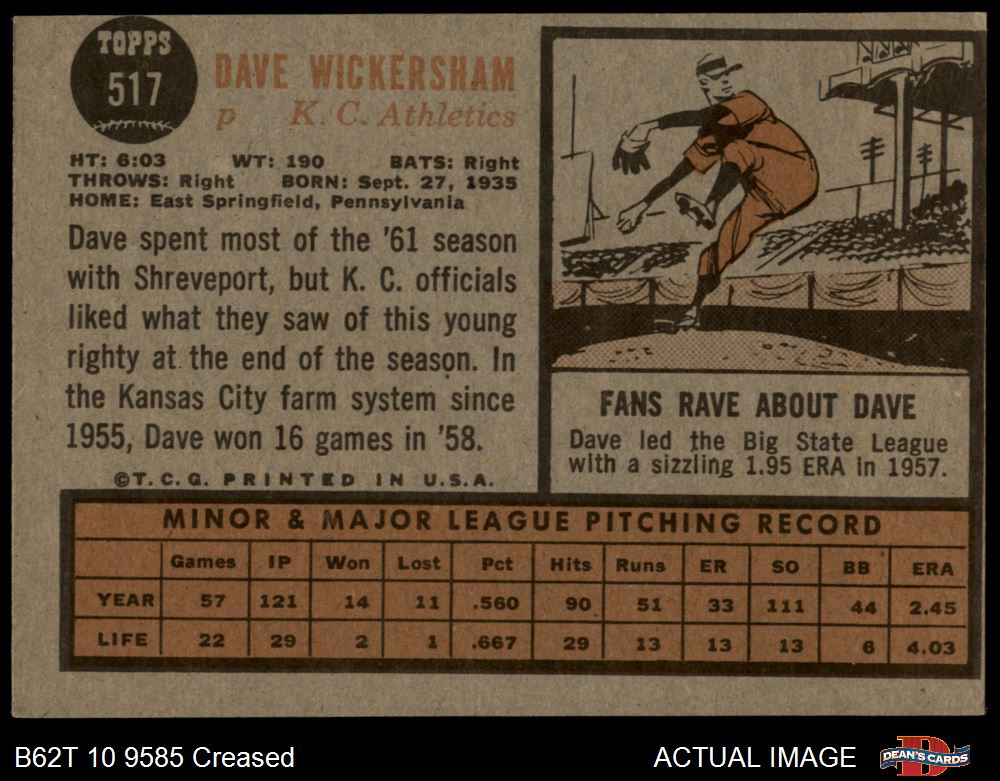 TOPPS
517
DAVE WICKERSHAM
p K. C. Athletics
HT: 6:03 WT: 190 BATS: Right
THROWS: Right BORN: Sept. 27, 1935
HOME: East Springfield, Pennsylvania
Dave spent most of the '61 season
with Shreveport, but K. C. officials
liked what they saw of this young
righty at the end of the season. In
the Kansas City farm system since
1955, Dave won 16 games in '58.
©T. C. G. PRINTED IN U.S.A.
FANS RAVE ABOUT DAVE
Dave led the Big State League
with a sizzling 1.95 ERA in 1957.
MINOR & MAJOR LEAGUE PITCHING RECORD
Games IP Won Lost Pct Hits Runs ER SO BB ERA
YEAR 57 121 14 11 .560 90 51 33 111 44 2.45
LIFE 22 29 2 1 .667 29 13 13 13 6 4.03
B62T 10 9585 Creased
ACTUAL IMAGE
DEAN'S CARDS